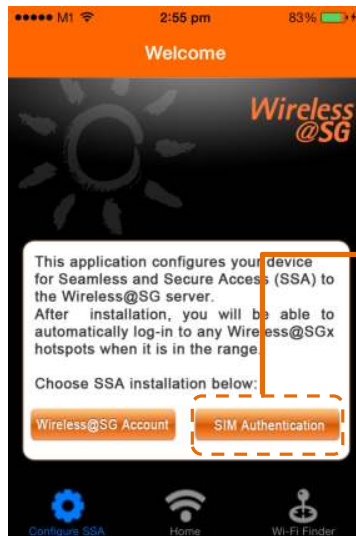 M1 2:55 pm 83%
Welcome
Wireless
@SG
This application configures your device
for Seamless and Secure Access (SSA) to
the Wireless@SG server.
After installation, you will be able to
automatically log-in to any Wireless@SGx
hotspots when it is in the range.
Choose SSA installation below:
Wireless@SG Account SIM Authentication
Configure SSA Home Wi-Fi Finder